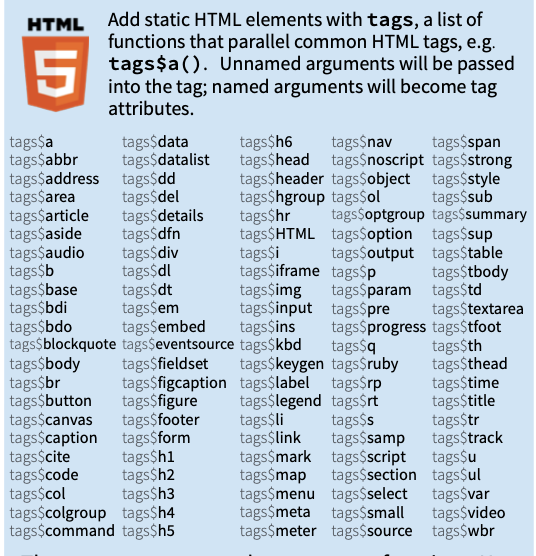 HTML
5
Add static HTML elements with tags, a list of
functions that parallel common HTML tags, e.g.
tags$a(). Unnamed arguments will be passed
into the tag; named arguments will become tag
attributes.
tags$a
tags$abbr
tags$address
tags$area
tags$article
tags$aside
tags$audio
tags$b
tags$base
tags$bdi
tags$bdo
tags$blockquote
tags$body
tags$br
tags$button
tags$canvas
tags$caption
tags$cite
tags$code
tags$col
tags$colgroup
tags$command
tags$data
tags$datalist
tags$dd
tags$del
tags$details
tags$dfn
tags$div
tags$dl
tags$dt
tags$em
tags$embed
tags$eventsource
tags$fieldset
tags$figcaption
tags$figure
tags$footer
tags$form
tags$h1
tags$h2
tags$h3
tags$h4
tags$h5
tags$h6
tags$head
tags$header
tags$hgroup
tags$hr
tags$HTML
tags$i
tags$iframe
tags$img
tags$input
tags$ins
tags$kbd
tags$keygen
tags$label
tags$legend
tags$li
tags$link
tags$mark
tags$map
tags$menu
tags$meta
tags$meter
tags$nav
tags$noscript
tags$object
tags$ol
tags$optgroup
tags$option
tags$output
tags$p
tags$param
tags$pre
tags$progress
tags$q
tags$ruby
tags$rp
tags$rt
tags$s
tags$samp
tags$script
tags$section
tags$select
tags$small
tags$source
tags$span
tags$strong
tags$style
tags$sub
tags$summary
tags$sup
tags$table
tags$tbody
tags$td
tags$textarea
tags$tfoot
tags$th
tags$thead
tags$time
tags$title
tags$tr
tags$track
tags$u
tags$ul
tags$var
tags$video
tags$wbr